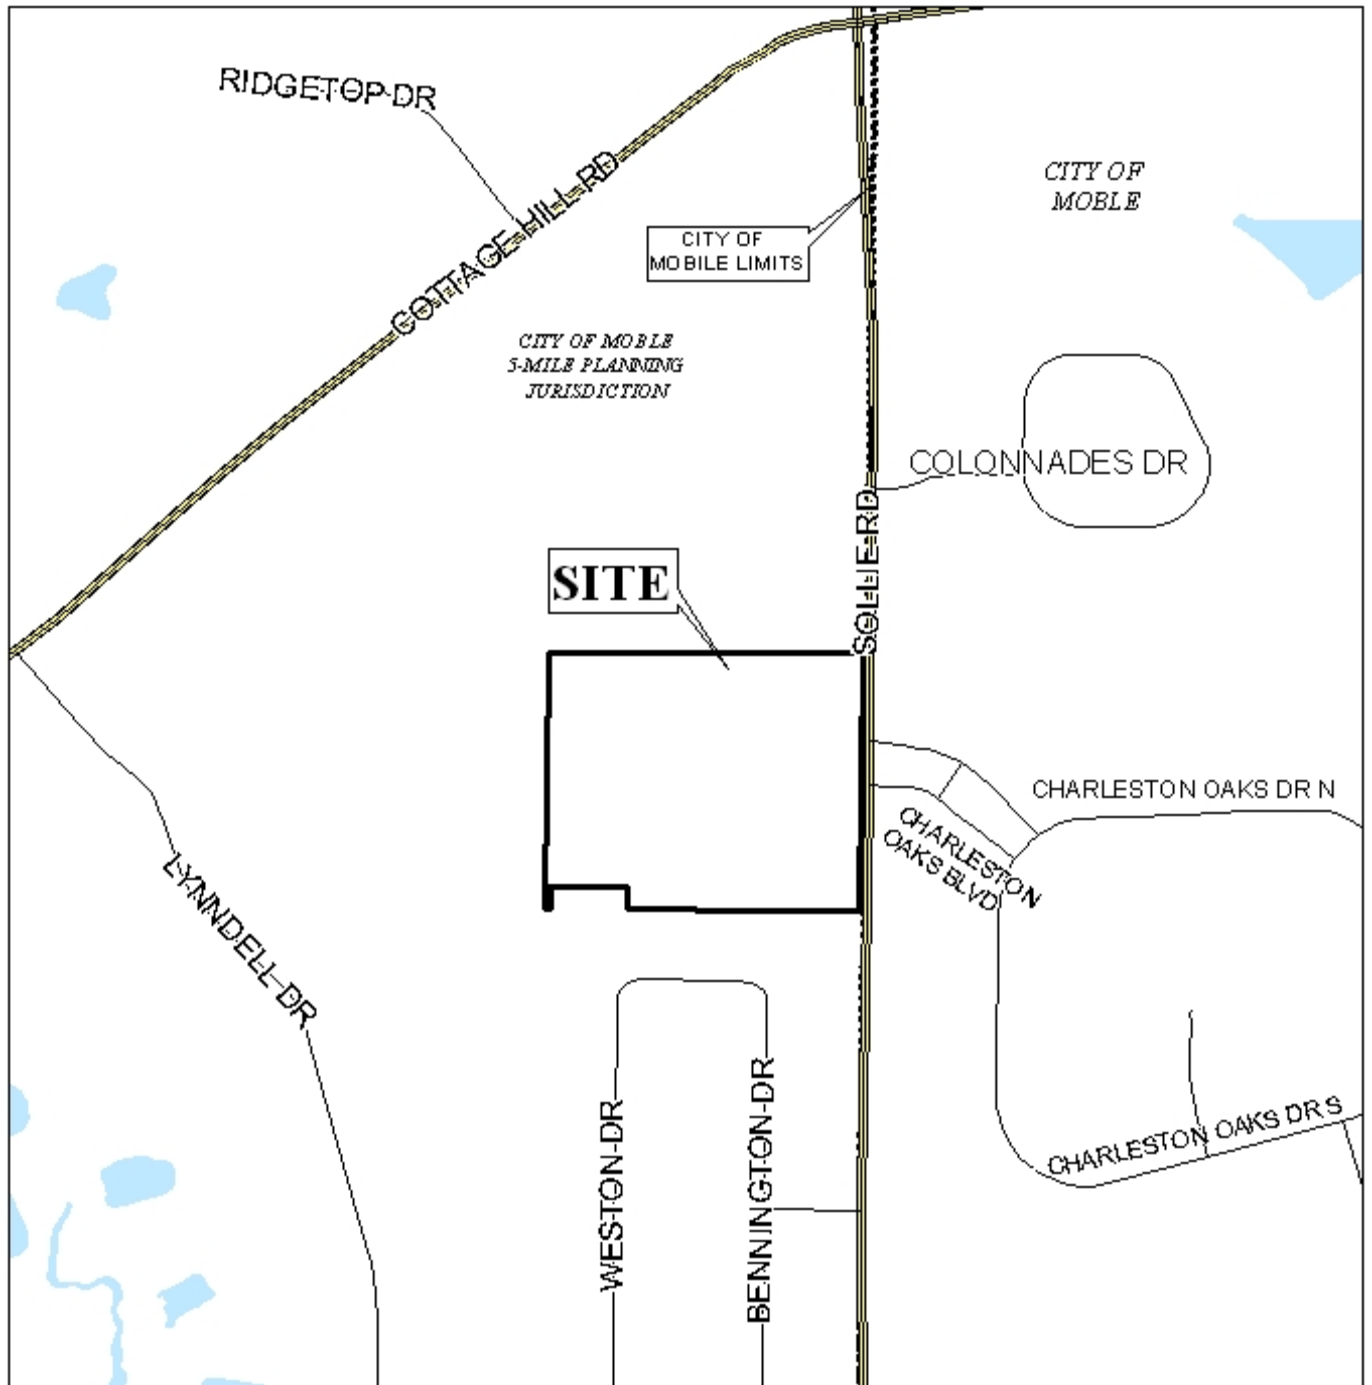 RIDGETOP DR
COTTAGE HILL RD
CITY OF
MOBLE
CITY OF
MOBILE LIMITS
CITY OF MOBLE
5-MILE PLANNING
JURISDICTION
COLONNADES DR
SOLLIE RD
SITE
CHARLESTON OAKS DR N
CHARLESTON
OAKS BLVD
LYNNDELL DR
WESTON DR
BENNINGTON DR
CHARLESTON OAKS DR S